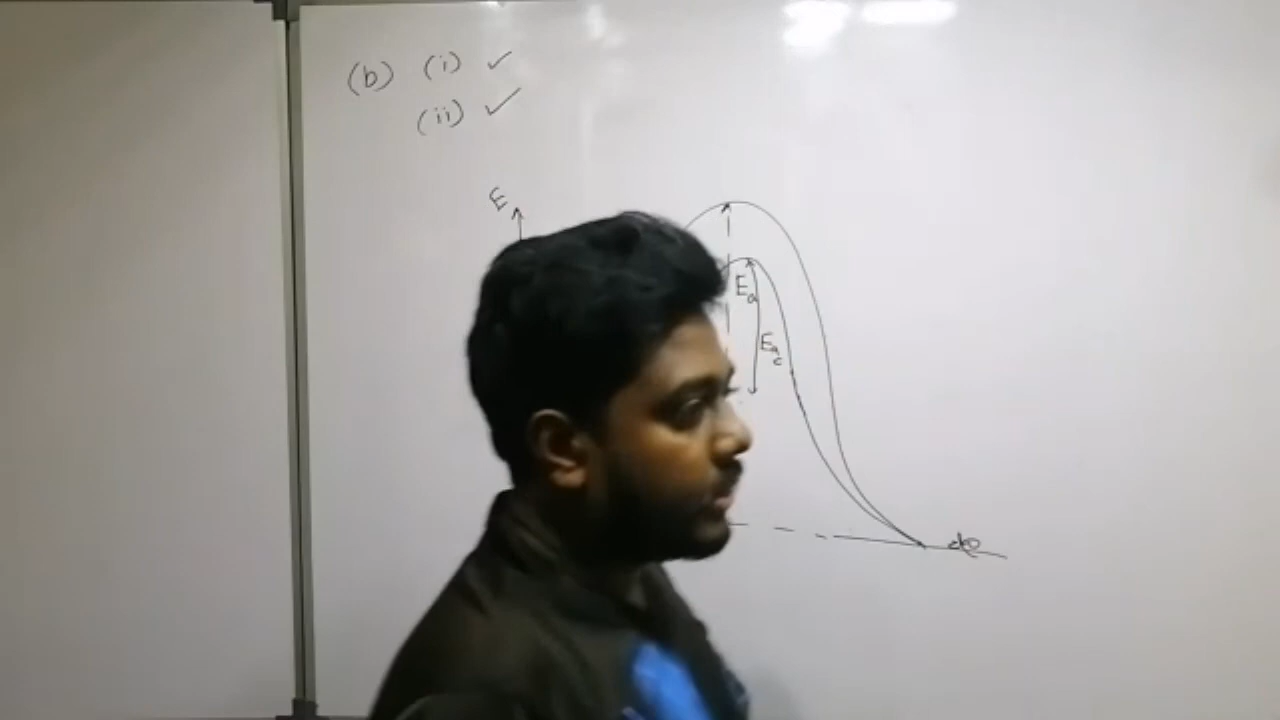 (b) (i) ✓
(ii) ✓
E
Ea
Eac